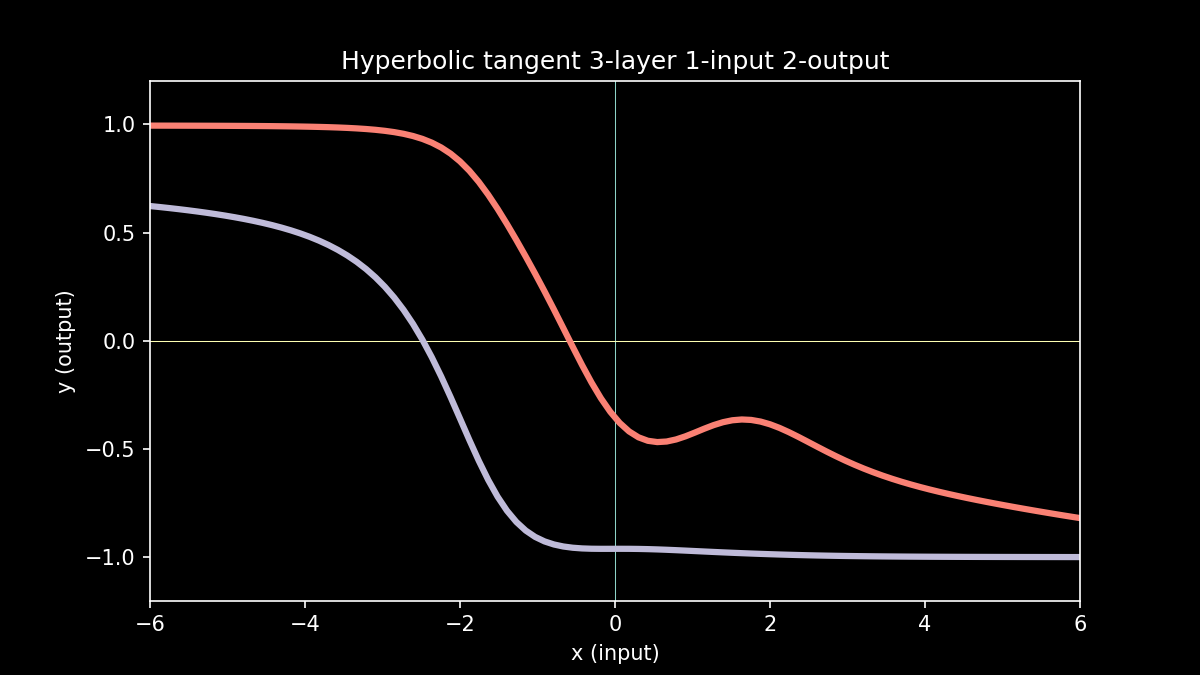 Hyperbolic tangent 3-layer 1-input 2-output
1.0
0.5
0.0
−0.5
−1.0
y (output)
−6 −4 −2 0 2 4 6
x (input)